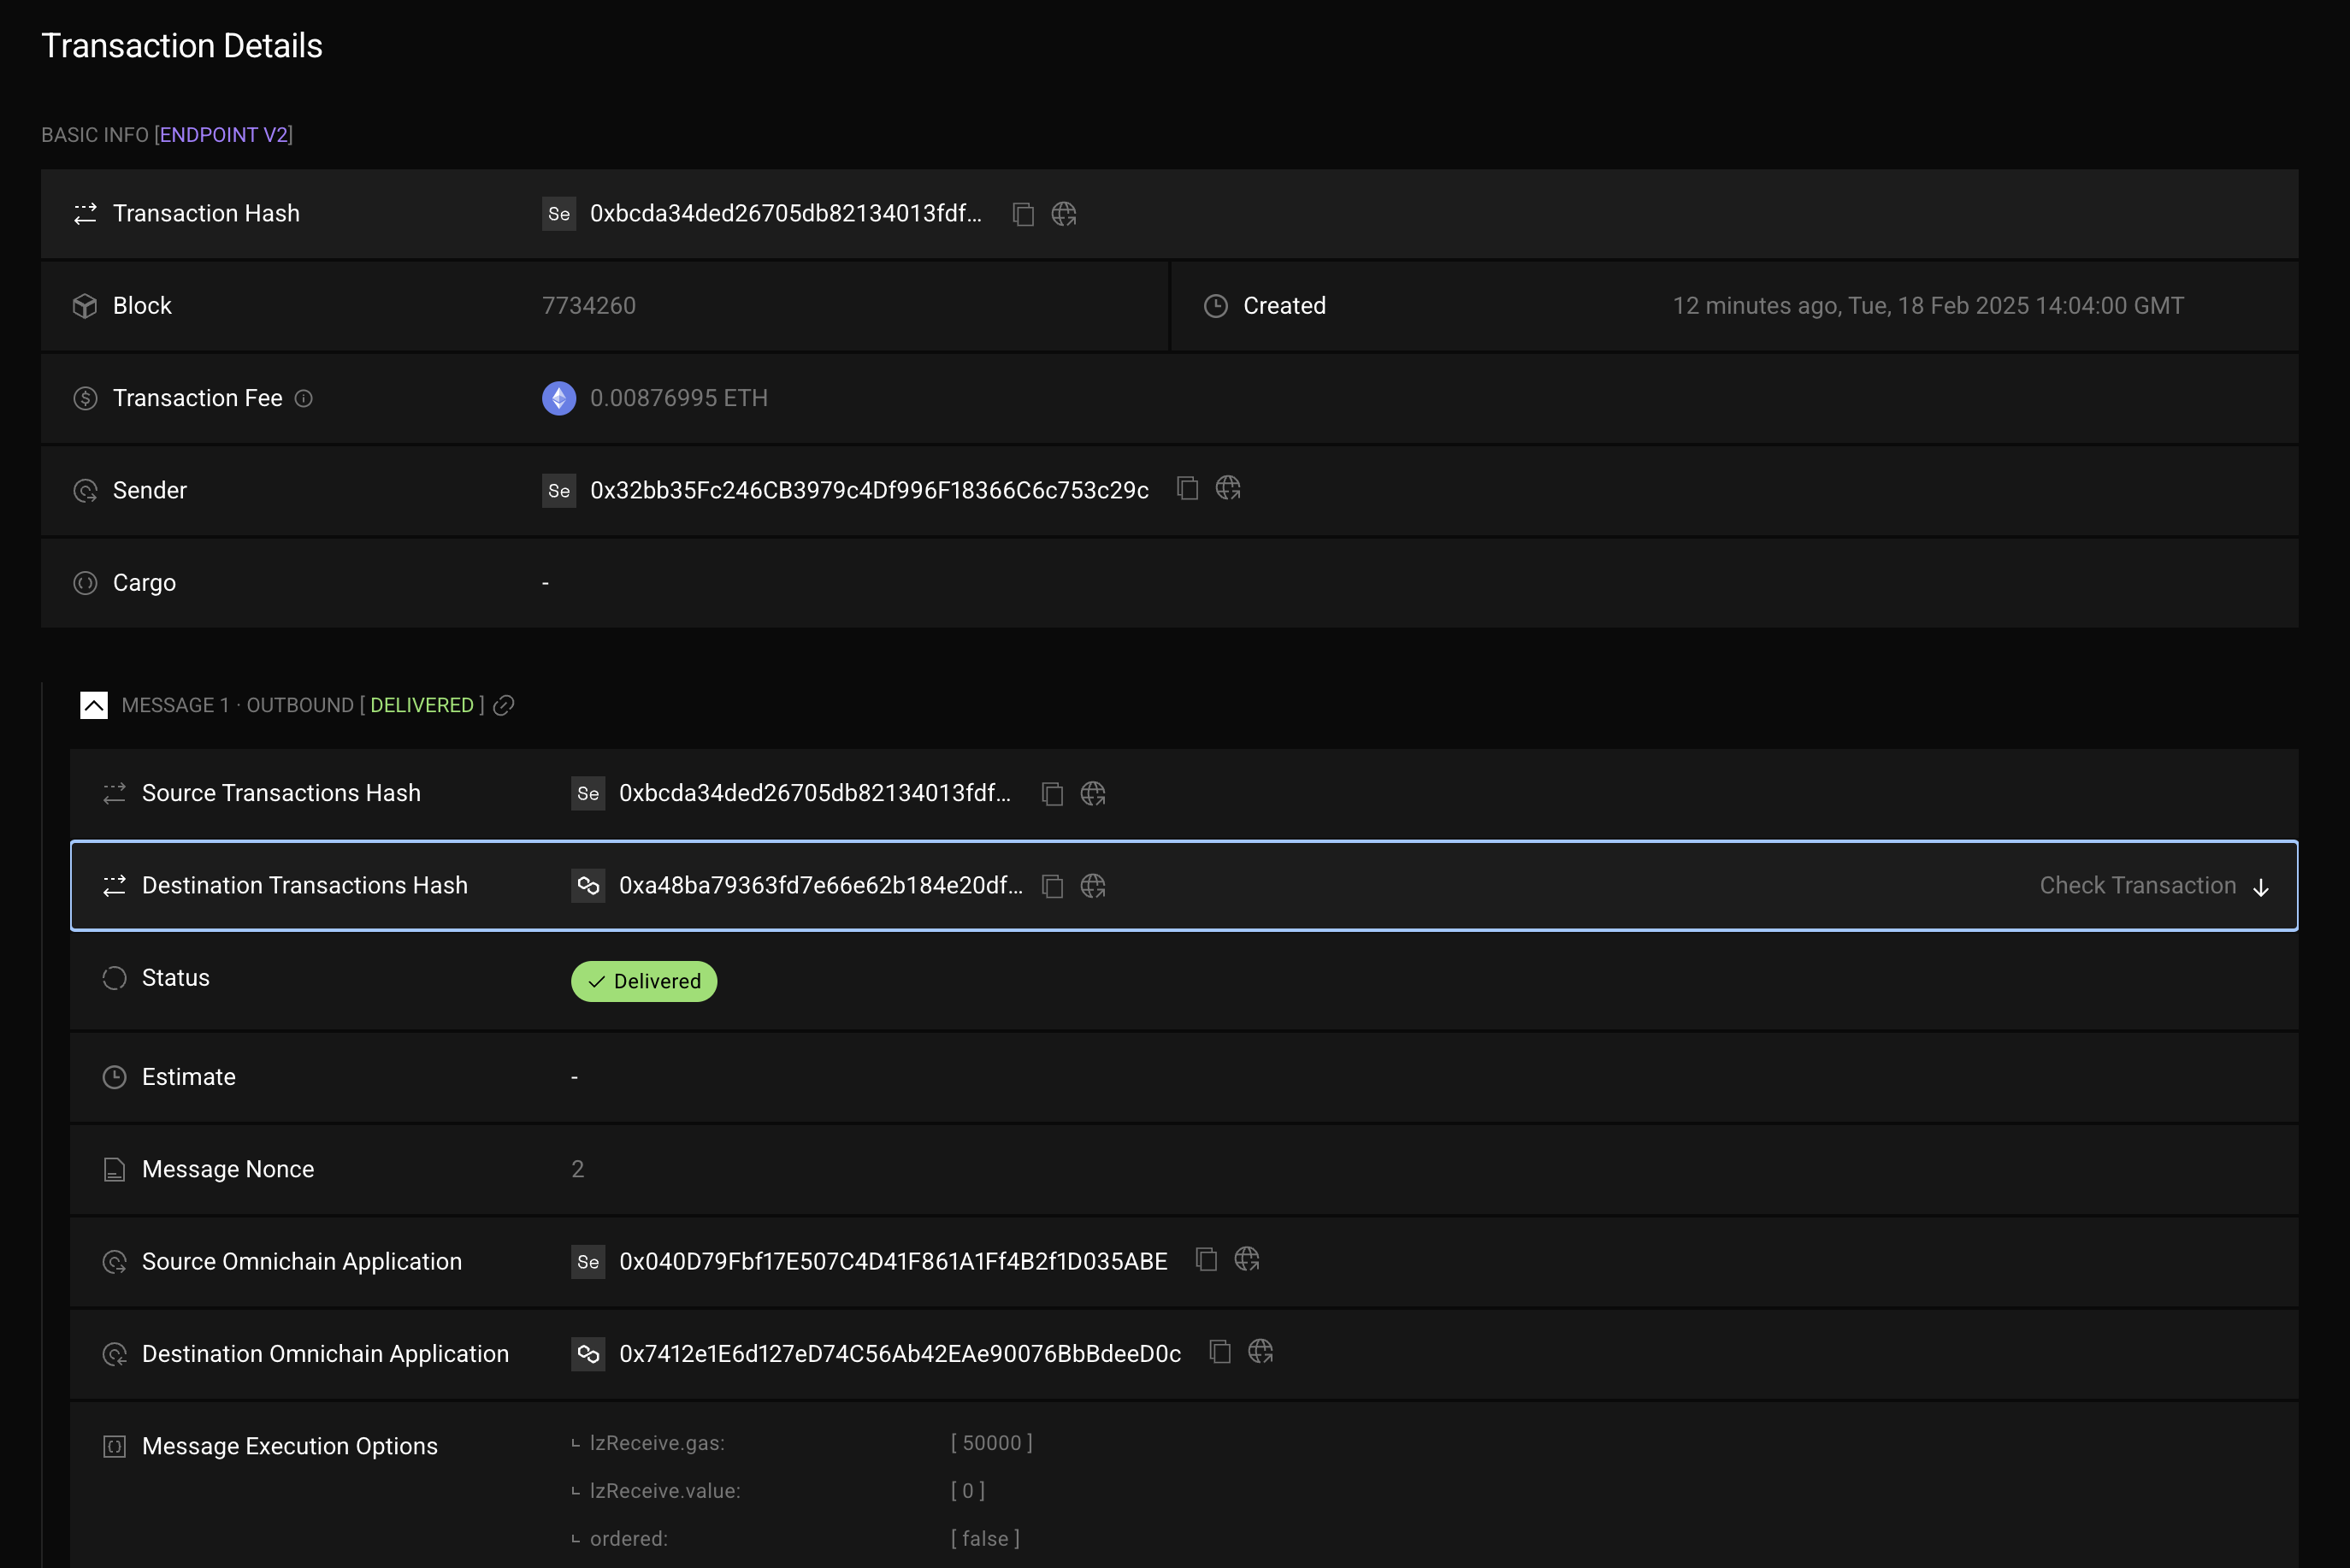 Transaction Details
BASIC INFO [ENDPOINT V2]
Transaction Hash Se 0xbcda34ded26705db82134013fdf...
Block 7734260 Created 12 minutes ago, Tue, 18 Feb 2025 14:04:00 GMT
Transaction Fee 0.00876995 ETH
Sender Se 0x32bb35Fc246CB3979c4Df996F18366C6c753c29c
Cargo -
MESSAGE 1 · OUTBOUND [ DELIVERED ]
Source Transactions Hash Se 0xbcda34ded26705db82134013fdf...
Destination Transactions Hash 0xa48ba79363fd7e66e62b184e20df... Check Transaction
Status Delivered
Estimate -
Message Nonce 2
Source Omnichain Application Se 0x040D79Fbf17E507C4D41F861A1Ff4B2f1D035ABE
Destination Omnichain Application 0x7412e1E6d127eD74C56Ab42EAe90076BbBdeeD0c
Message Execution Options lzReceive.gas: [ 50000 ]
lzReceive.value: [ 0 ]
ordered: [ false ]